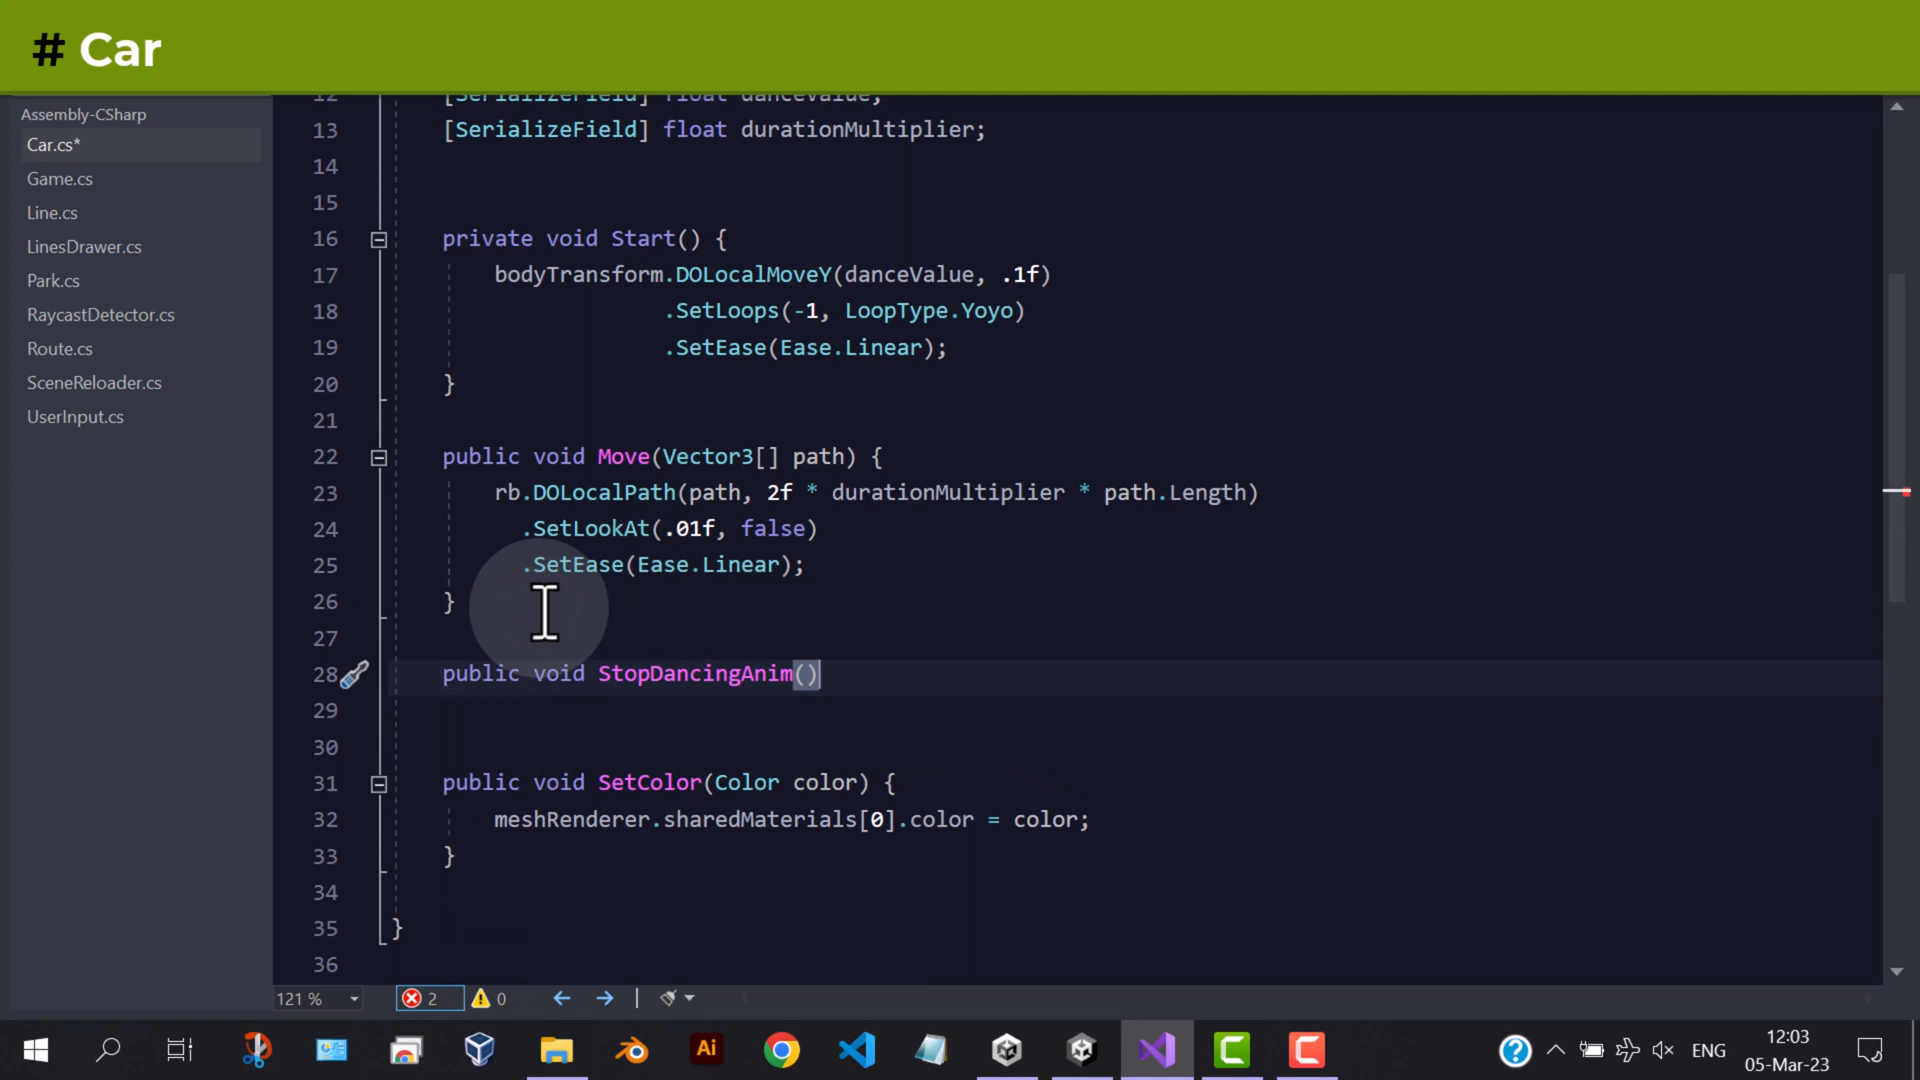 # Car
Assembly-CSharp
Car.cs*
Game.cs
Line.cs
LinesDrawer.cs
Park.cs
RaycastDetector.cs
Route.cs
SceneReloader.cs
UserInput.cs
12 [SerializeField] float danceValue;
13 [SerializeField] float durationMultiplier;
14
15
16 private void Start() {
17 bodyTransform.DOLocalMoveY(danceValue, .1f)
18 .SetLoops(-1, LoopType.Yoyo)
19 .SetEase(Ease.Linear);
20 }
21
22 public void Move(Vector3[] path) {
23 rb.DOLocalPath(path, 2f * durationMultiplier * path.Length)
24 .SetLookAt(.01f, false)
25 .SetEase(Ease.Linear);
26 }
27
28 public void StopDancingAnim()
29
30
31 public void SetColor(Color color) {
32 meshRenderer.sharedMaterials[0].color = color;
33 }
34
35 }
36
121 % 2 0
Ai
ENG
12:03
05-Mar-23